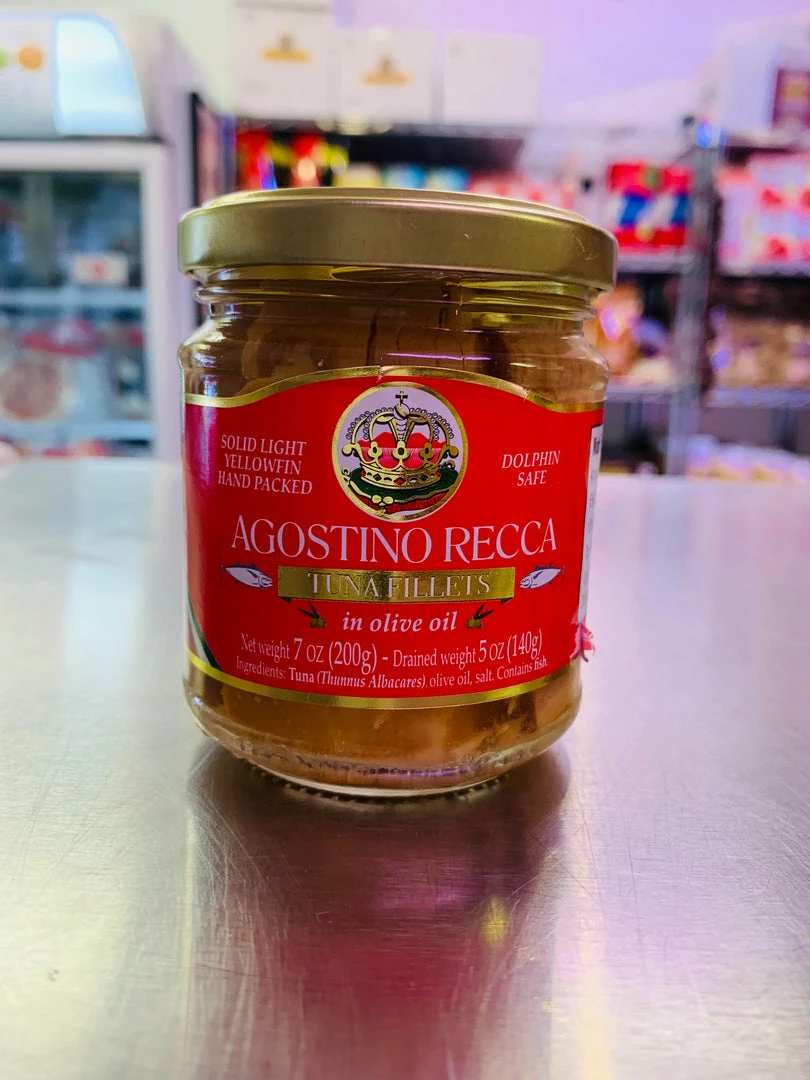 SOLID LIGHT
YELLOWFIN
HAND PACKED
DOLPHIN
SAFE
AGOSTINO RECCA
TUNA FILLETS
in olive oil
Net weight 7 oz (200g) - Drained weight 5 oz (140g)
Ingredients: Tuna (Thunnus Albacares), olive oil, salt. Contains fish.